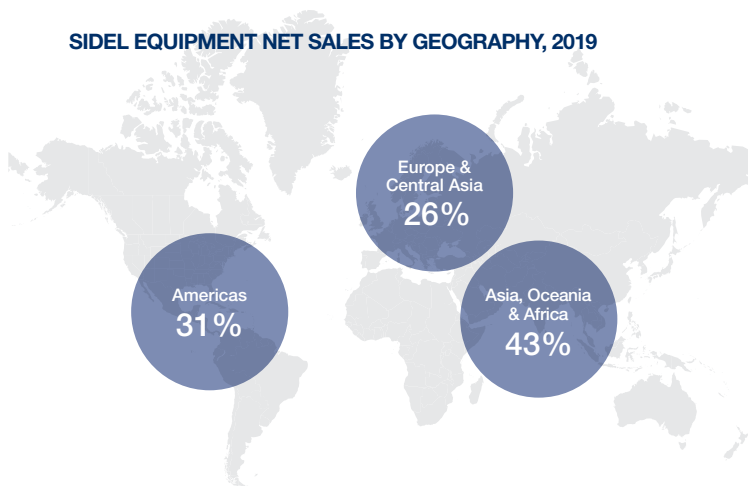 SIDEL EQUIPMENT NET SALES BY GEOGRAPHY, 2019
Europe &
Central Asia
26%
Americas
31%
Asia, Oceania
& Africa
43%